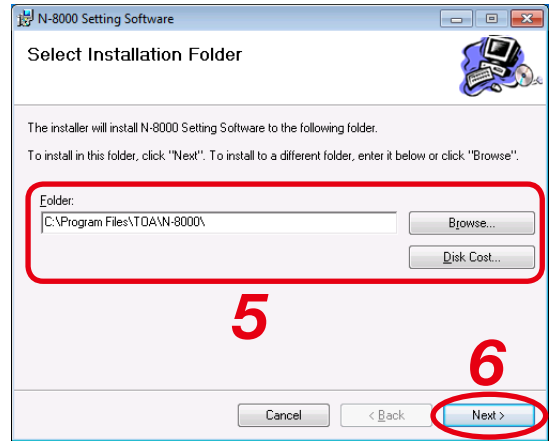 N-8000 Setting Software
Select Installation Folder
The installer will install N-8000 Setting Software to the following folder.
To install in this folder, click "Next". To install to a different folder, enter it below or click "Browse".
Folder:
C:\Program Files\TOA\N-8000\
Browse...
Disk Cost...
5
6
Cancel
< Back
Next >